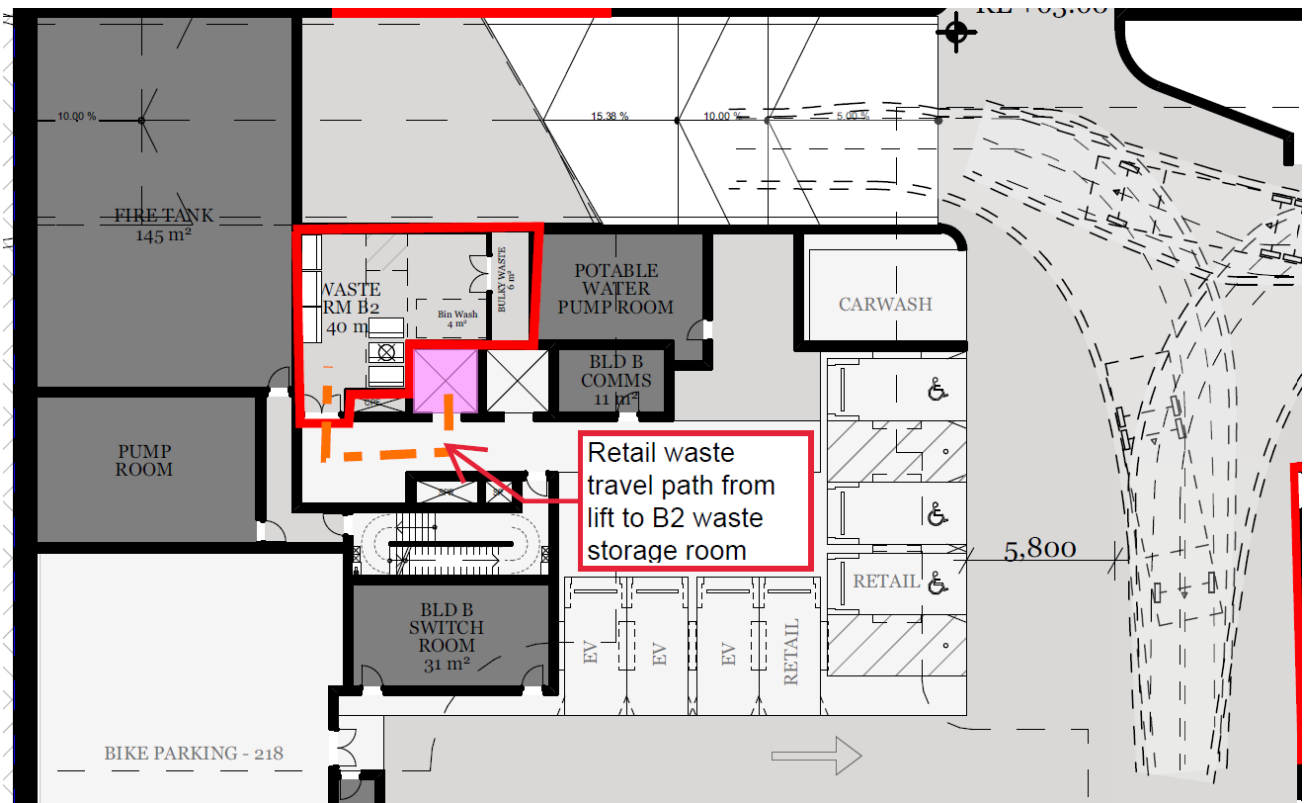 RL +63.00
10.00 %
15.38 %
10.00 %
5.00 %
FIRE TANK
145 m²
WASTE
RM B2
40 m
BULKY WASTE
6 m²
Bin Wash
4 m²
POTABLE
WATER
PUMP ROOM
CARWASH
BLD B
COMMS
11 m²
PUMP
ROOM
Retail waste
travel path from
lift to B2 waste
storage room
5,800
RETAIL
BLD B
SWITCH
ROOM
31 m²
EV
EV
EV
RETAIL
BIKE PARKING - 218